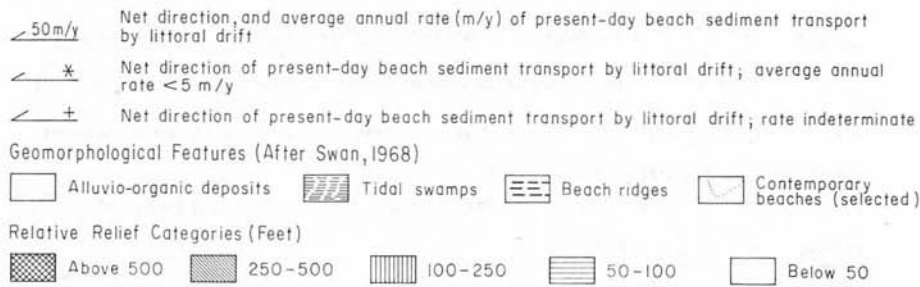 50m/y Net direction, and average annual rate (m/y) of present-day beach sediment transport
by littoral drift
* Net direction of present-day beach sediment transport by littoral drift; average annual
rate <5 m/y
+ Net direction of present-day beach sediment transport by littoral drift; rate indeterminate
Geomorphological Features (After Swan, 1968)
Alluvio-organic deposits Tidal swamps Beach ridges Contemporary
beaches (selected)
Relative Relief Categories (Feet)
Above 500 250-500 100-250 50-100 Below 50